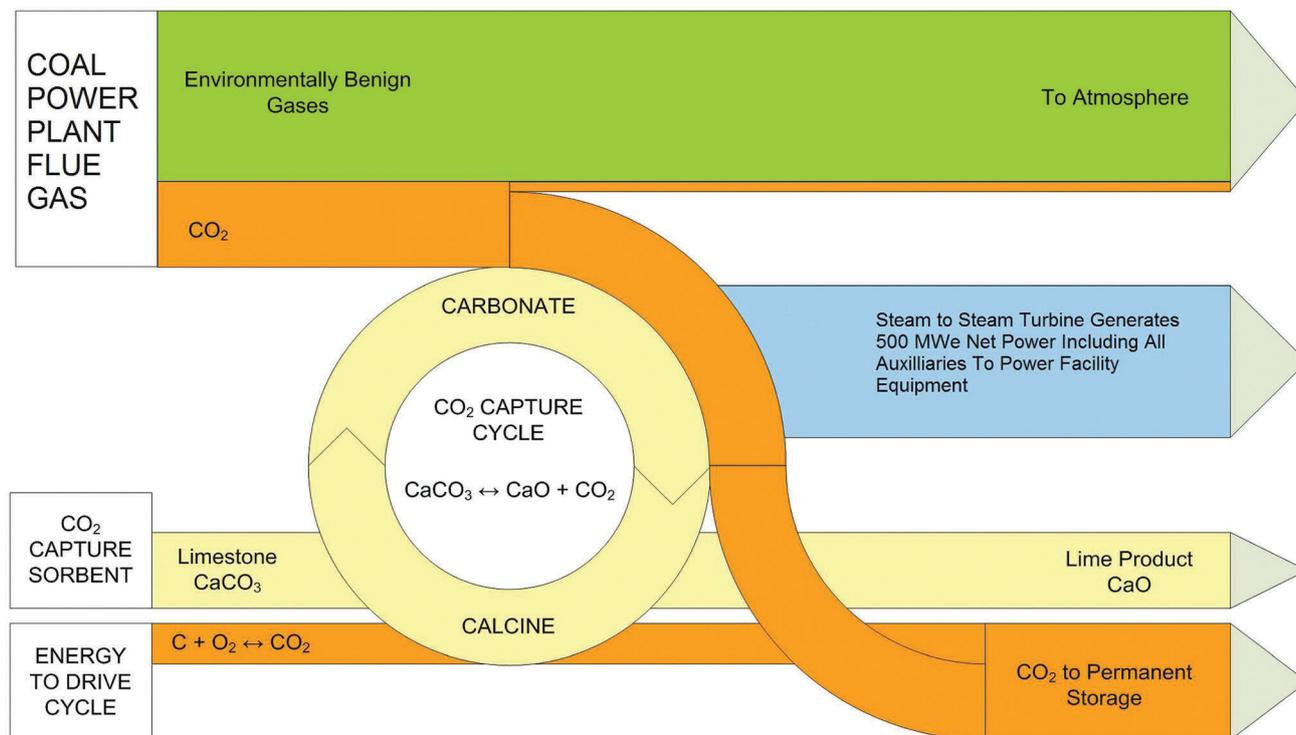 COAL
POWER
PLANT
FLUE
GAS
Environmentally Benign
Gases
To Atmosphere
CO₂
CARBONATE
Steam to Steam Turbine Generates
500 MWe Net Power Including All
Auxilliaries To Power Facility
Equipment
CO₂ CAPTURE
CYCLE
CaCO₃ ↔ CaO + CO₂
CO₂
CAPTURE
SORBENT
Limestone
CaCO₃
Lime Product
CaO
CALCINE
ENERGY
TO DRIVE
CYCLE
C + O₂ ↔ CO₂
CO₂ to Permanent
Storage